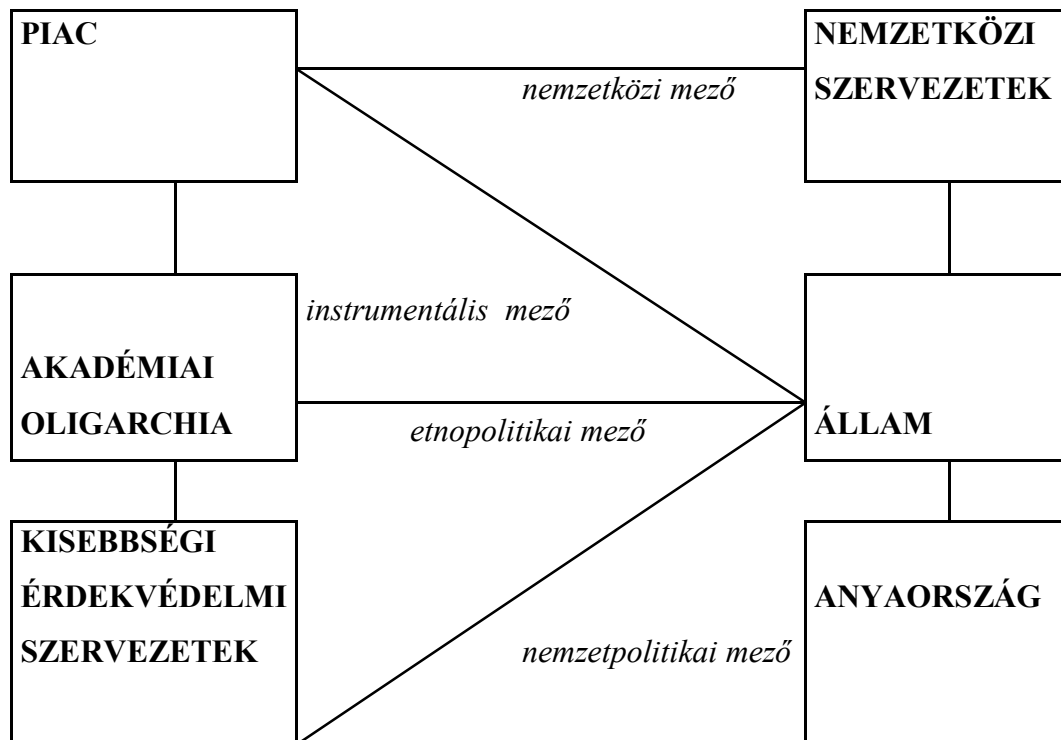 PIAC
NEMZETKÖZI
SZERVEZETEK
nemzetközi mező
instrumentális mező
AKADÉMIAI
OLIGARCHIA
etnopolitikai mező
ÁLLAM
KISEBBSÉGI
ÉRDEKVÉDELMI
SZERVEZETEK
ANYAORSZÁG
nemzetpolitikai mező